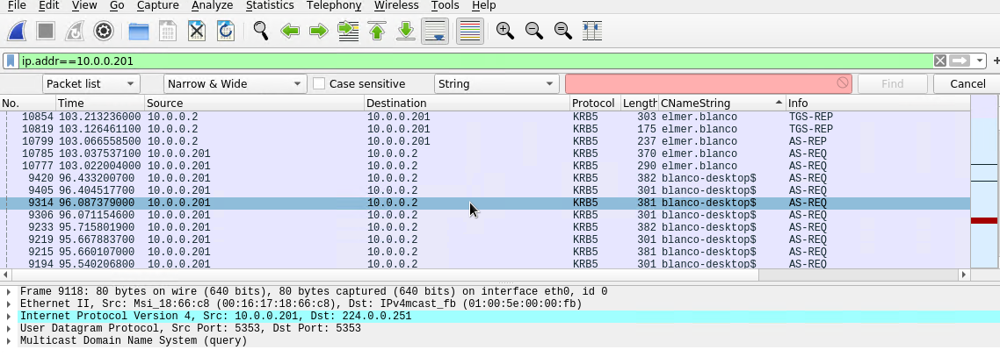 File Edit View Go Capture Analyze Statistics Telephony Wireless Tools Help
ip.addr==10.0.0.201
Packet list Narrow & Wide Case sensitive String Find Cancel
No. Time Source Destination Protocol Length CNameString Info
10854 103.213236000 10.0.0.2 10.0.0.201 KRB5 303 elmer.blanco TGS-REP
10819 103.126461100 10.0.0.2 10.0.0.201 KRB5 175 elmer.blanco TGS-REP
10799 103.066558500 10.0.0.2 10.0.0.201 KRB5 237 elmer.blanco AS-REP
10785 103.037537100 10.0.0.201 10.0.0.2 KRB5 370 elmer.blanco AS-REQ
10777 103.022004000 10.0.0.201 10.0.0.2 KRB5 290 elmer.blanco AS-REQ
9420 96.433200700 10.0.0.201 10.0.0.2 KRB5 382 blanco-desktop$ AS-REQ
9405 96.404517700 10.0.0.201 10.0.0.2 KRB5 301 blanco-desktop$ AS-REQ
9314 96.087379000 10.0.0.201 10.0.0.2 KRB5 381 blanco-desktop$ AS-REQ
9306 96.071154600 10.0.0.201 10.0.0.2 KRB5 301 blanco-desktop$ AS-REQ
9233 95.715801900 10.0.0.201 10.0.0.2 KRB5 382 blanco-desktop$ AS-REQ
9219 95.667883700 10.0.0.201 10.0.0.2 KRB5 301 blanco-desktop$ AS-REQ
9215 95.660107000 10.0.0.201 10.0.0.2 KRB5 381 blanco-desktop$ AS-REQ
9194 95.540206800 10.0.0.201 10.0.0.2 KRB5 301 blanco-desktop$ AS-REQ
Frame 9118: 80 bytes on wire (640 bits), 80 bytes captured (640 bits) on interface eth0, id 0
Ethernet II, Src: Msi_18:66:c8 (00:16:17:18:66:c8), Dst: IPv4mcast_fb (01:00:5e:00:00:fb)
Internet Protocol Version 4, Src: 10.0.0.201, Dst: 224.0.0.251
User Datagram Protocol, Src Port: 5353, Dst Port: 5353
Multicast Domain Name System (query)